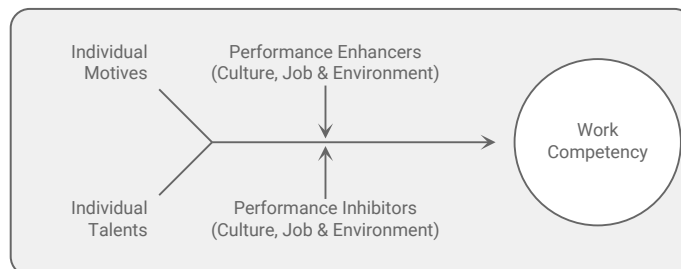 Individual
Motives
Performance Enhancers
(Culture, Job & Environment)
Work
Competency
Individual
Talents
Performance Inhibitors
(Culture, Job & Environment)